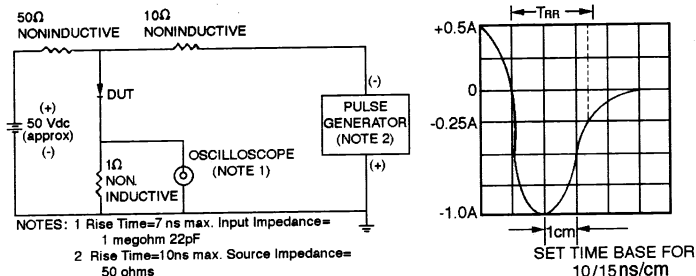 50Ω
NONINDUCTIVE
10Ω
NONINDUCTIVE
DUT
(+)
50 Vdc
(approx)
(-)
1Ω
NON.
INDUCTIVE
OSCILLOSCOPE
(NOTE 1)
(-)
PULSE
GENERATOR
(NOTE 2)
(+)
NOTES: 1 Rise Time=7 ns max. Input Impedance=
1 megohm 22pF
2 Rise Time=10ns max. Source Impedance=
50 ohms
TRR
+0.5A
0
-0.25A
-1.0A
1cm
SET TIME BASE FOR
10/15 ns/cm